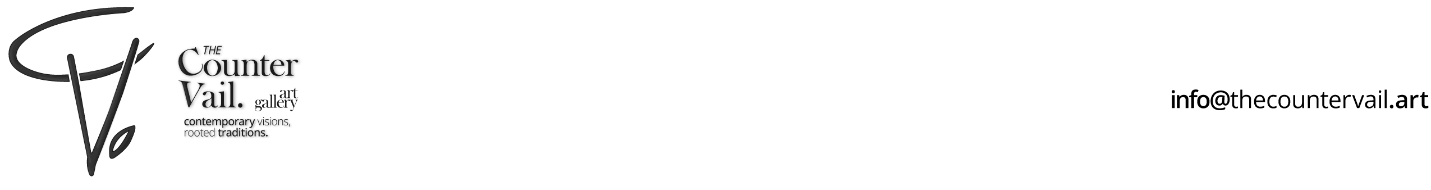 THE
Counter
Vail. art
gallery
contemporary visions,
rooted traditions.
info@thecountervail.art